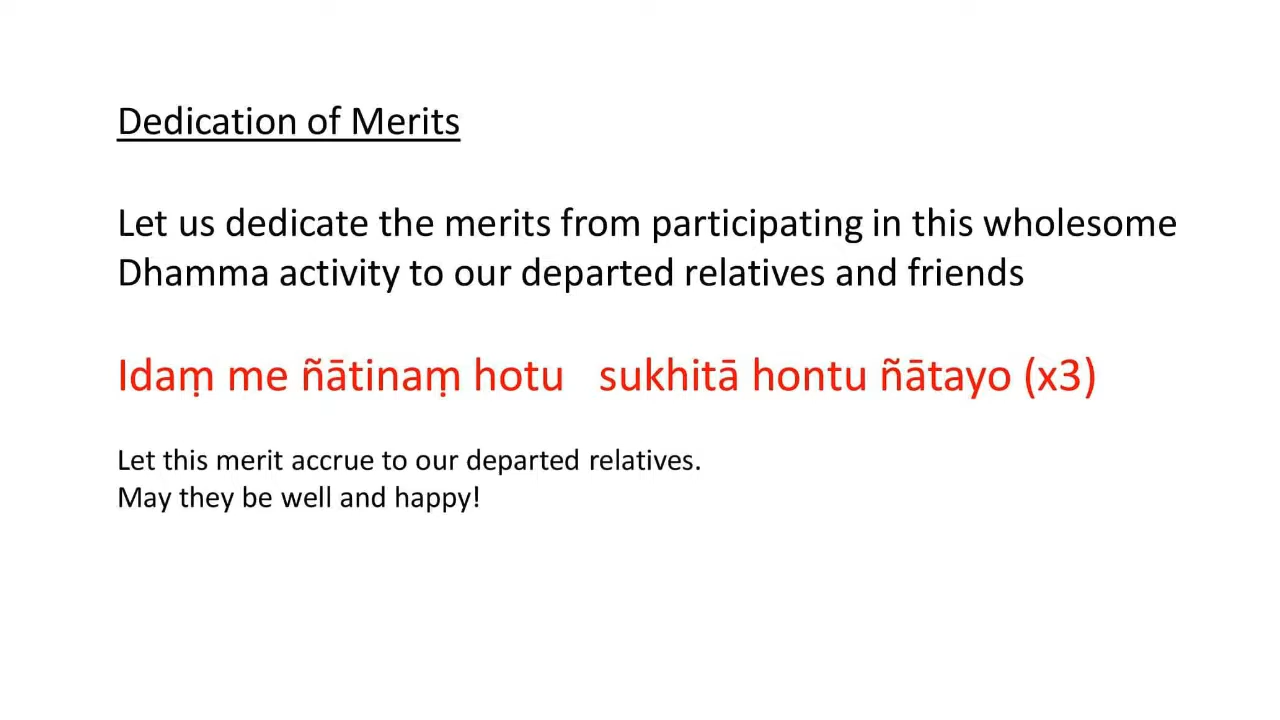 Dedication of Merits
Let us dedicate the merits from participating in this wholesome
Dhamma activity to our departed relatives and friends
Idaṃ me ñātinaṃ hotu   sukhitā hontu ñātayo (x3)
Let this merit accrue to our departed relatives.
May they be well and happy!